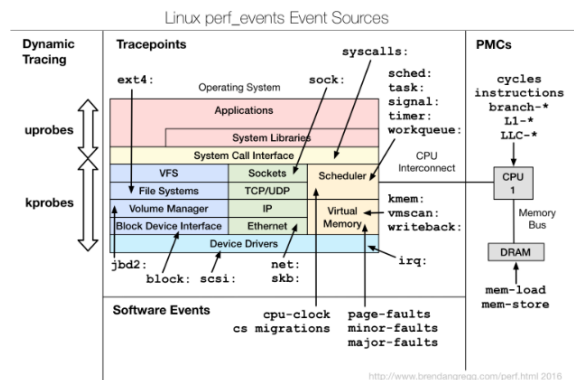 Linux perf_events Event Sources
Dynamic
Tracing
Tracepoints
PMCs
syscalls:
ext4:
sock:
sched:
task:
signal:
timer:
workqueue:
cycles
instructions
branch-*
L1-*
LLC-*
Operating System
uprobes
kprobes
Applications
System Libraries
System Call Interface
VFS
Sockets
Scheduler
File Systems
TCP/UDP
Volume Manager
IP
Virtual
Memory
Block Device Interface
Ethernet
Device Drivers
CPU
Interconnect
CPU
1
Memory
Bus
DRAM
kmem:
vmscan:
writeback:
jbd2:
block:
scsi:
net:
skb:
irq:
mem-load
mem-store
Software Events
cpu-clock
cs migrations
page-faults
minor-faults
major-faults
http://www.brendangregg.com/perf.html 2016